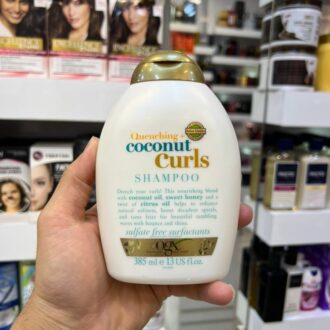 Quenching +
coconut
Curls
SHAMPOO
Drench your curls! This nourishing blend
with coconut oil, sweet honey and a
twist of citrus oil helps to enhance
natural softness, boost decadent spirals,
and tame frizz for beautiful tumbling
waves with bounce and shine.
sulfate free surfactants
ogx
385 ml e 13 US fl.oz.